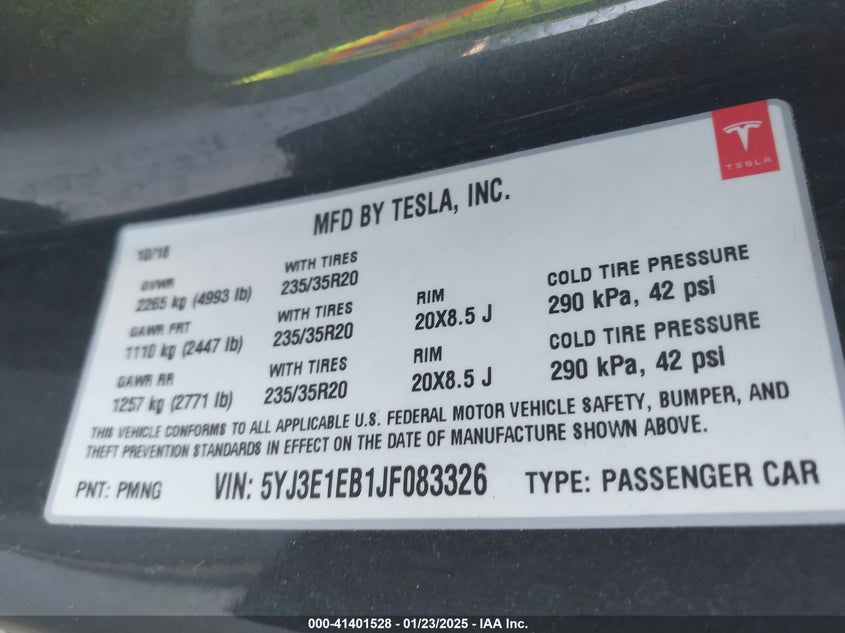 TESLA
MFD BY TESLA, INC.
10/18
GVWR
2265 kg (4993 lb)
WITH TIRES
235/35R20
GAWR FRT
1110 kg (2447 lb)
WITH TIRES
235/35R20
RIM
20X8.5 J
COLD TIRE PRESSURE
290 kPa, 42 psi
GAWR RR
1257 kg (2771 lb)
WITH TIRES
235/35R20
RIM
20X8.5 J
COLD TIRE PRESSURE
290 kPa, 42 psi
THIS VEHICLE CONFORMS TO ALL APPLICABLE U.S. FEDERAL MOTOR VEHICLE SAFETY, BUMPER, AND
THEFT PREVENTION STANDARDS IN EFFECT ON THE DATE OF MANUFACTURE SHOWN ABOVE.
PNT: PMNG VIN: 5YJ3E1EB1JF083326 TYPE: PASSENGER CAR
000-41401528 - 01/23/2025 - IAA Inc.